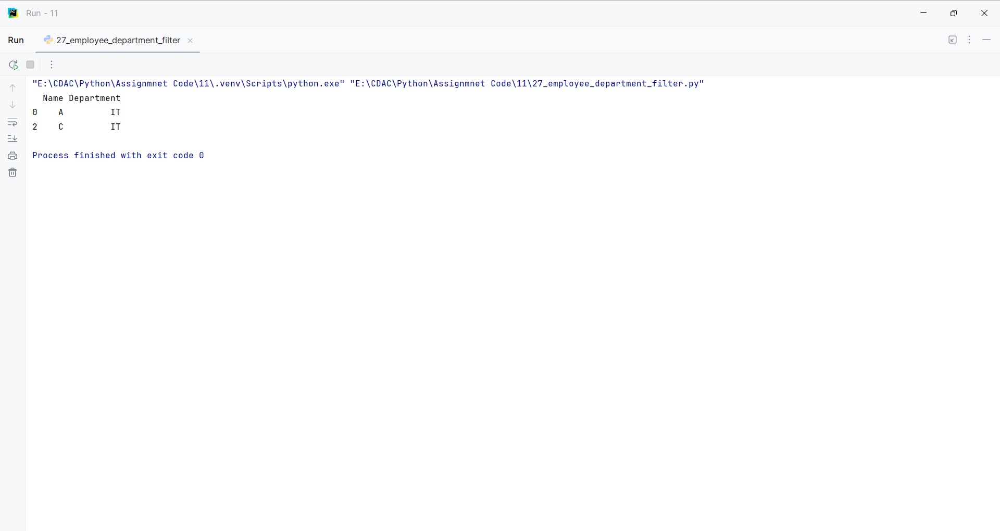 Run - 11
Run 27_employee_department_filter
"E:\CDAC\Python\Assignmnet Code\11\.venv\Scripts\python.exe" "E:\CDAC\Python\Assignmnet Code\11\27_employee_department_filter.py"
  Name Department
0    A         IT
2    C         IT
Process finished with exit code 0